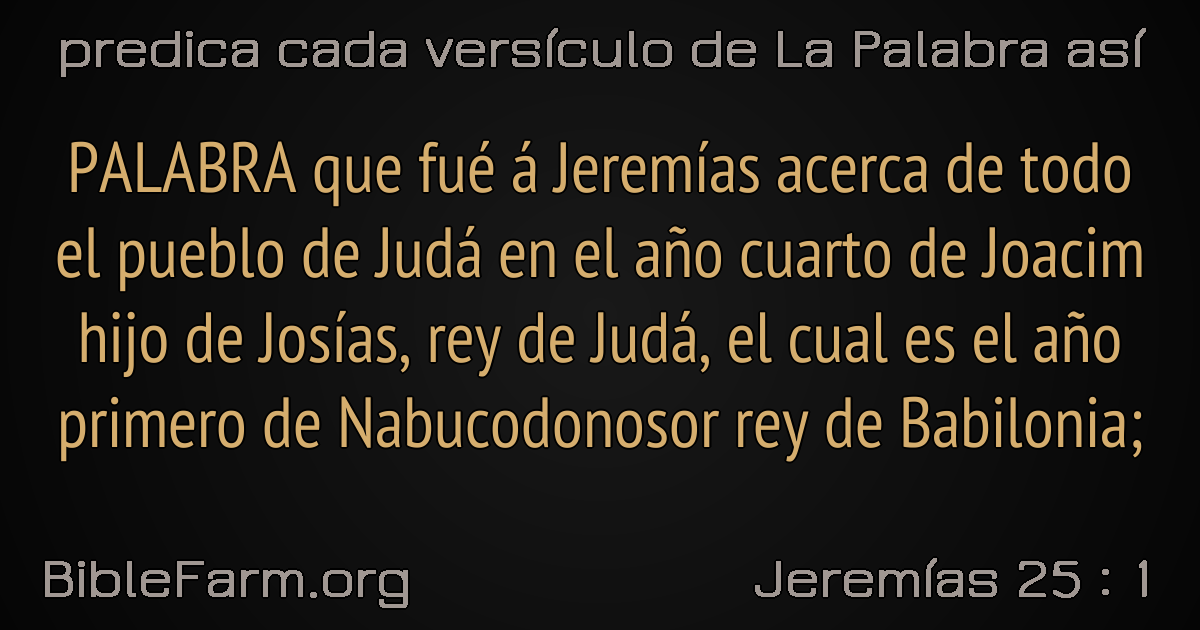 predica cada versículo de La Palabra así
PALABRA que fué á Jeremías acerca de todo
el pueblo de Judá en el año cuarto de Joacim
hijo de Josías, rey de Judá, el cual es el año
primero de Nabucodonosor rey de Babilonia;
BibleFarm.org
Jeremías 25 : 1